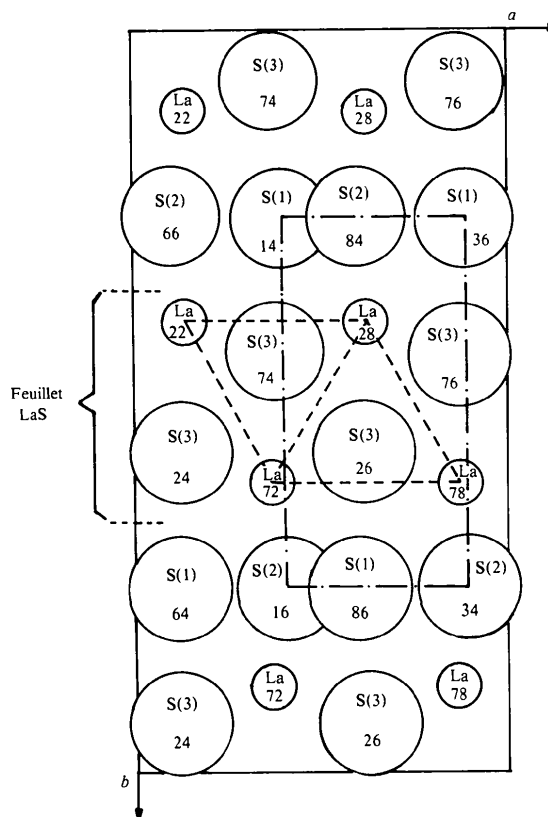 a
S(3) S(3)
La 74 La 76
22 28
S(2) S(1) S(2) S(1)
66 14 84 36
La La
22 S(3) 28 S(3)
74 76
Feuillet
LaS
S(3) S(3)
24 La 26 La
72 78
S(1) S(2) S(1) S(2)
64 16 86 34
La La
72 78
S(3) S(3)
24 26
b